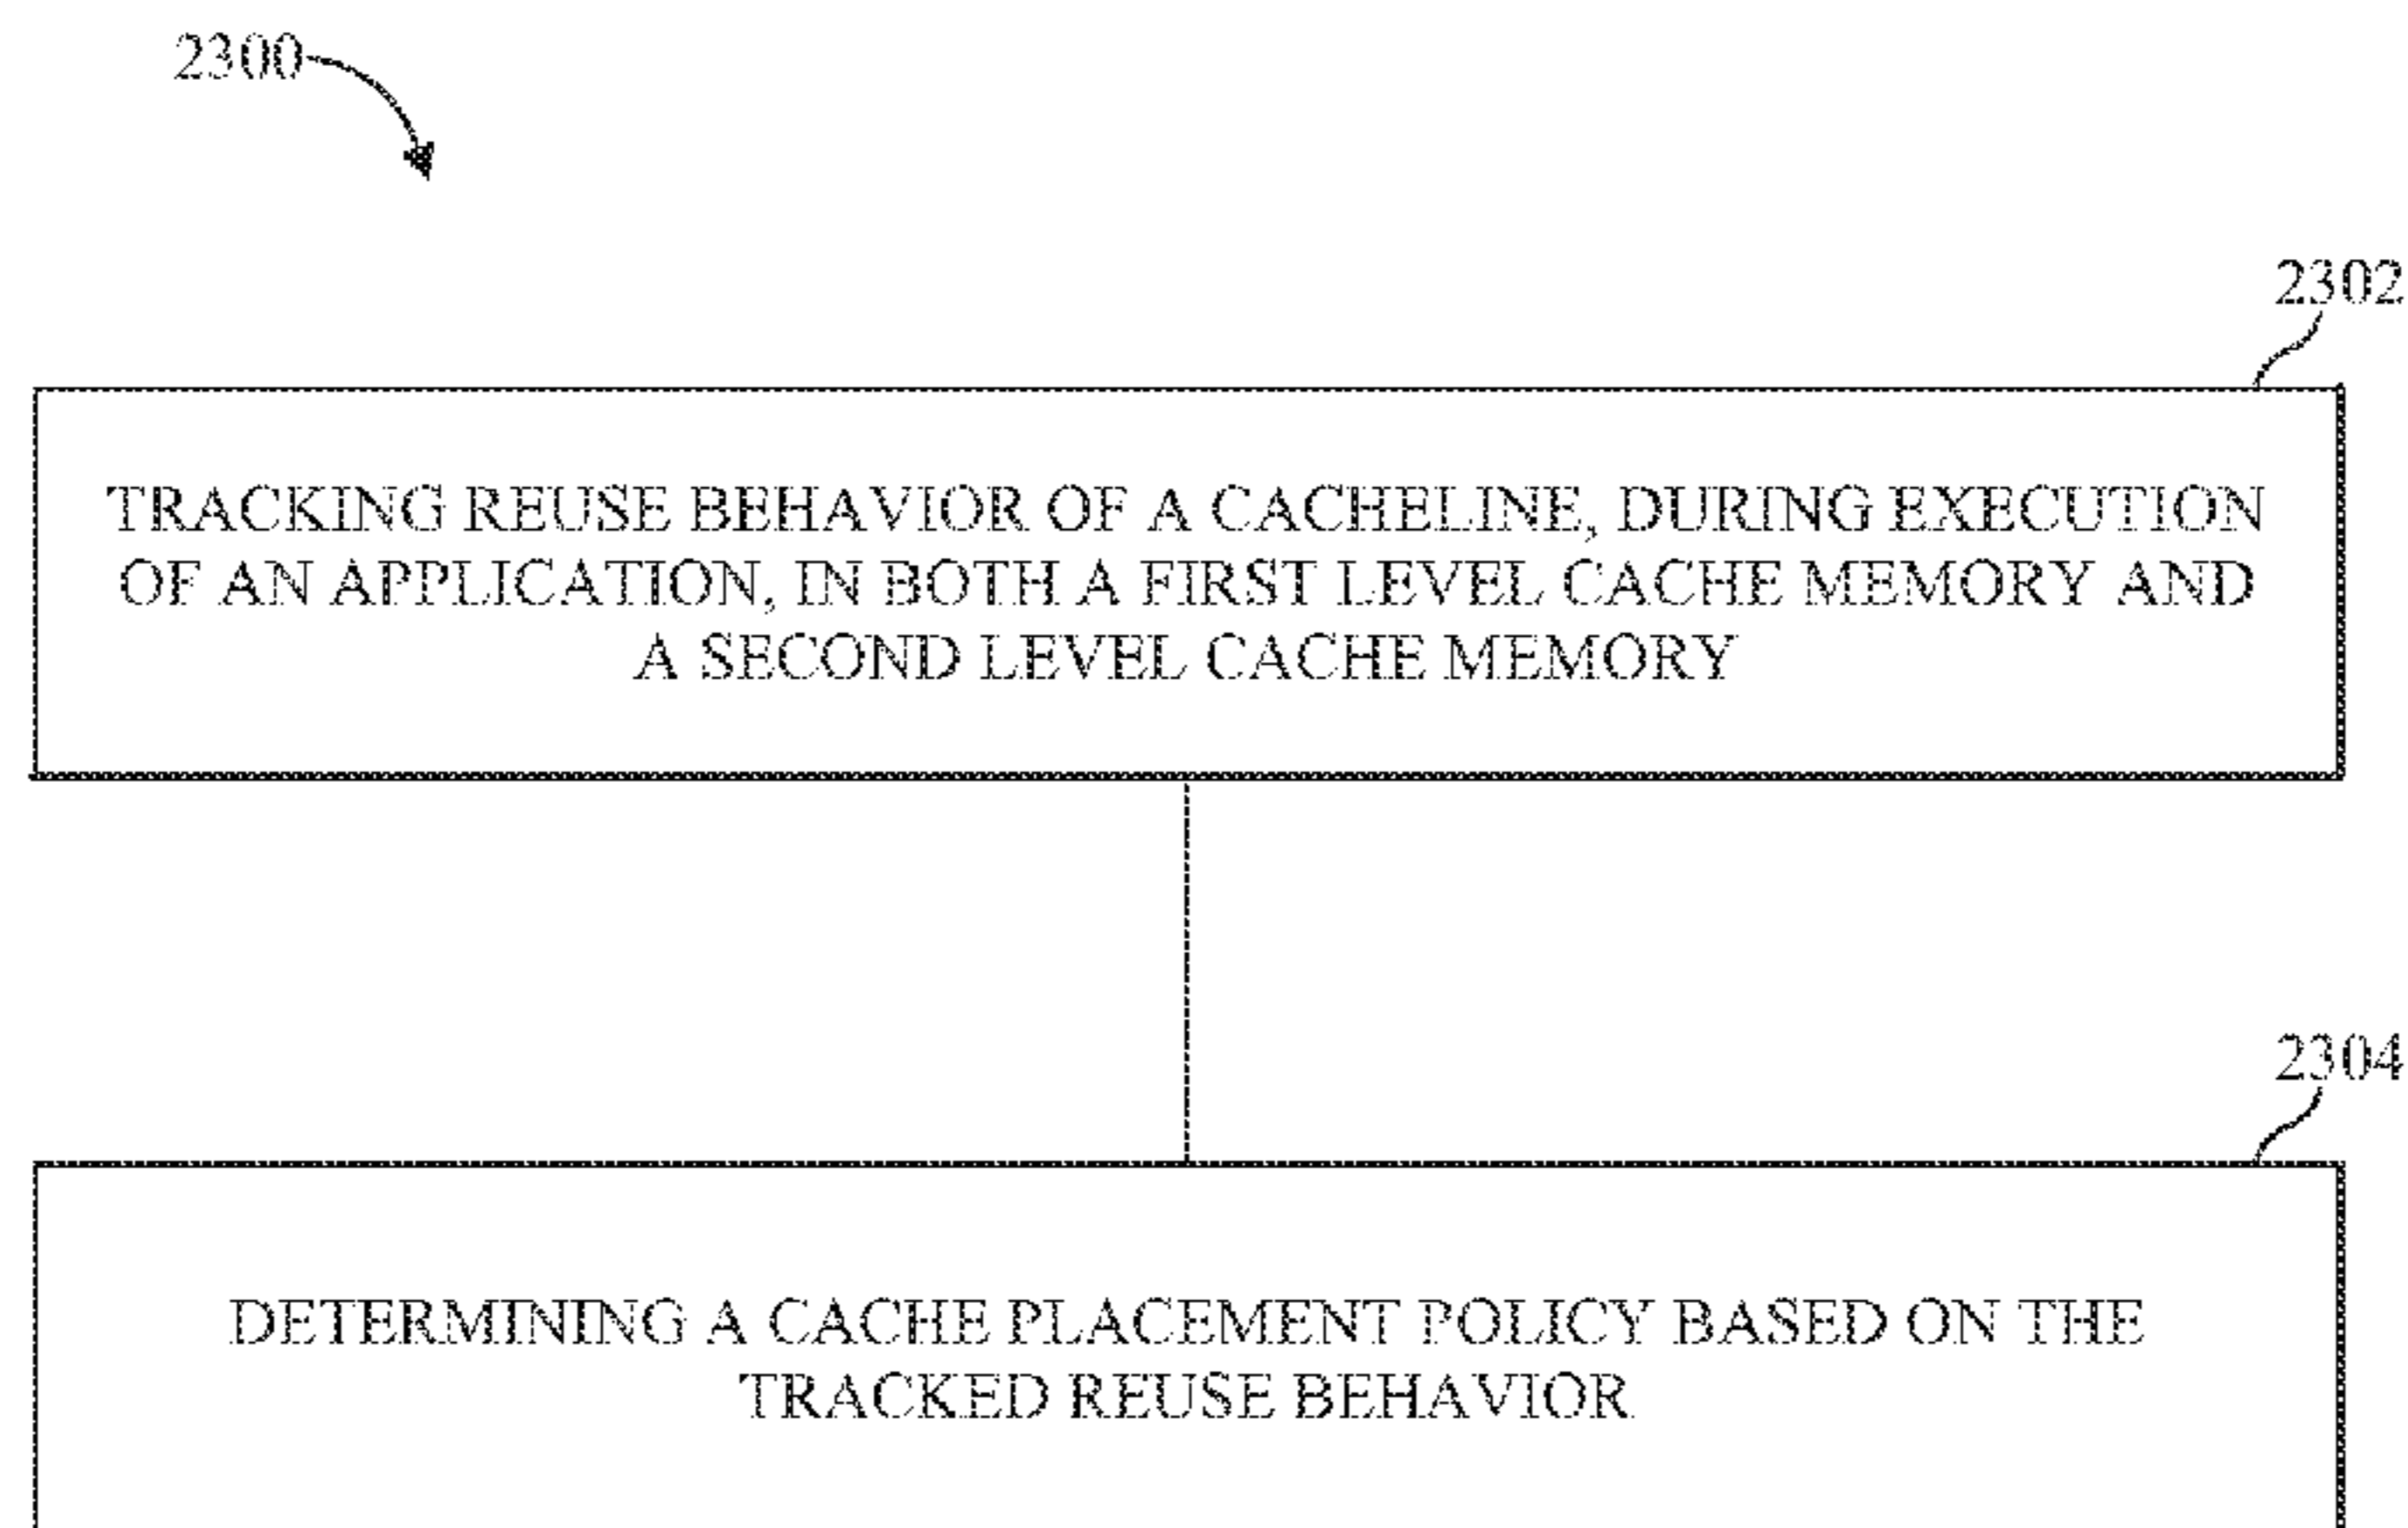 2300
2302
TRACKING REUSE BEHAVIOR OF A CACHELINE, DURING EXECUTION
OF AN APPLICATION, IN BOTH A FIRST LEVEL CACHE MEMORY AND
A SECOND LEVEL CACHE MEMORY
2304
DETERMINING A CACHE PLACEMENT POLICY BASED ON THE
TRACKED REUSE BEHAVIOR